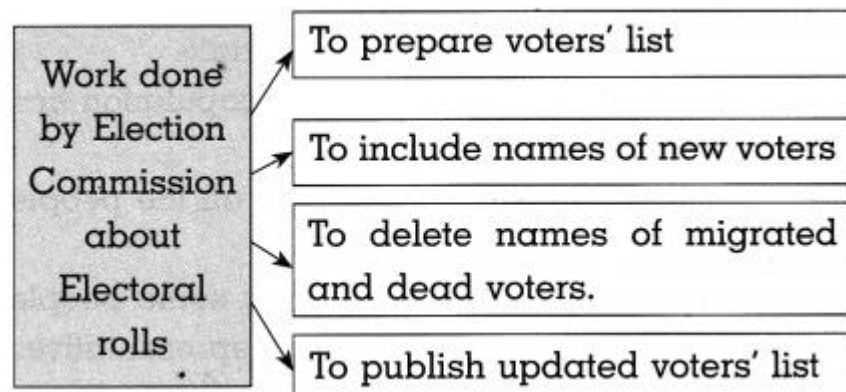 Work done
by Election
Commission
about
Electoral
rolls
To prepare voters' list
To include names of new voters
To delete names of migrated
and dead voters.
To publish updated voters' list